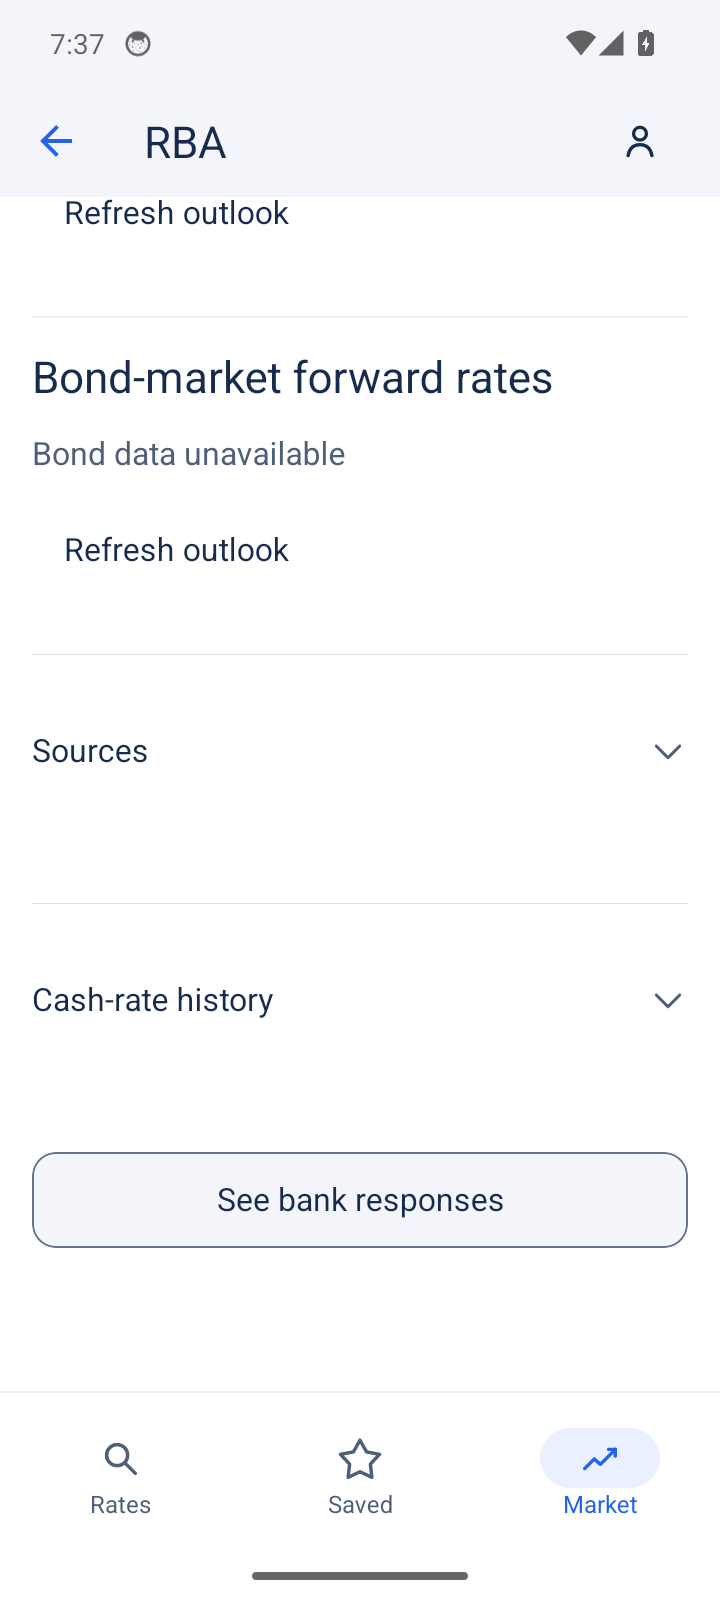 7:37
RBA
Refresh outlook
Bond-market forward rates
Bond data unavailable
Refresh outlook
Sources
Cash-rate history
See bank responses
Rates
Saved
Market